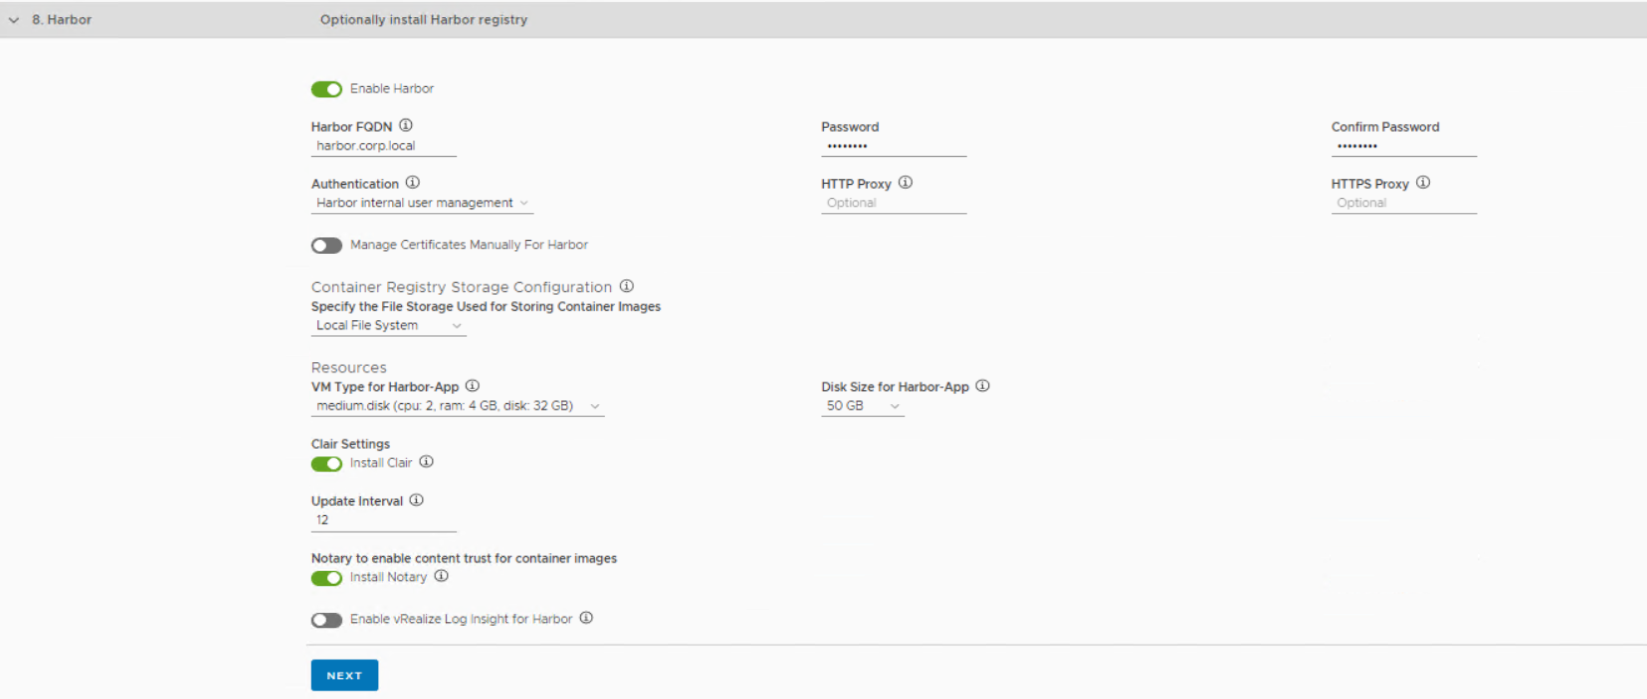 8. Harbor Optionally install Harbor registry
Enable Harbor
Harbor FQDN Password Confirm Password
harbor.corp.local •••••••• ••••••••
Authentication HTTP Proxy HTTPS Proxy
Harbor internal user management Optional Optional
Manage Certificates Manually For Harbor
Container Registry Storage Configuration
Specify the File Storage Used for Storing Container Images
Local File System
Resources
VM Type for Harbor-App Disk Size for Harbor-App
medium.disk (cpu: 2, ram: 4 GB, disk: 32 GB) 50 GB
Clair Settings
Install Clair
Update Interval
12
Notary to enable content trust for container images
Install Notary
Enable vRealize Log Insight for Harbor
NEXT